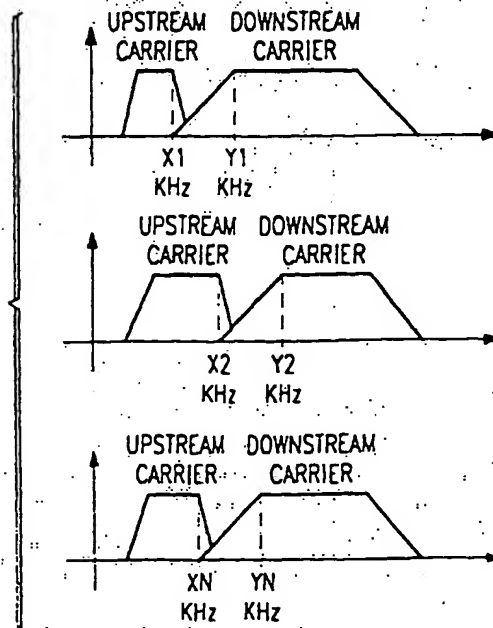 UPSTREAM DOWNSTREAM
CARRIER CARRIER
X1 Y1
KHz KHz
UPSTREAM DOWNSTREAM
CARRIER CARRIER
X2 Y2
KHz KHz
UPSTREAM DOWNSTREAM
CARRIER CARRIER
XN YN
KHz KHz